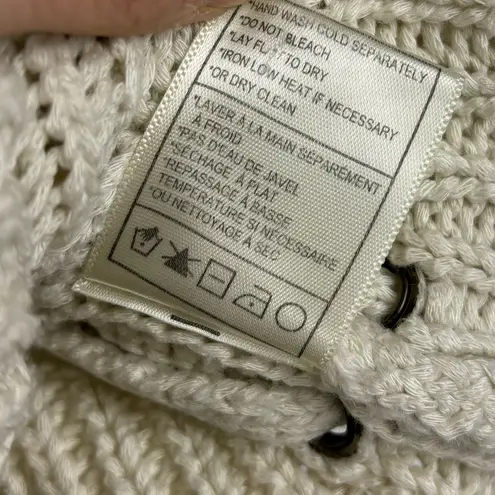 *HAND WASH COLD SEPARATELY
*DO NOT BLEACH
*LAY FLAT TO DRY
*IRON LOW HEAT IF NECESSARY
*OR DRY CLEAN
*LAVER À LA MAIN SÉPARÉMENT
À FROID
*PAS D'EAU DE JAVEL
*SÉCHAGE À PLAT
*REPASSAGE À BASSE
TEMPÉRATURE SI NÉCESSAIRE
*OU NETTOYAGE À SEC